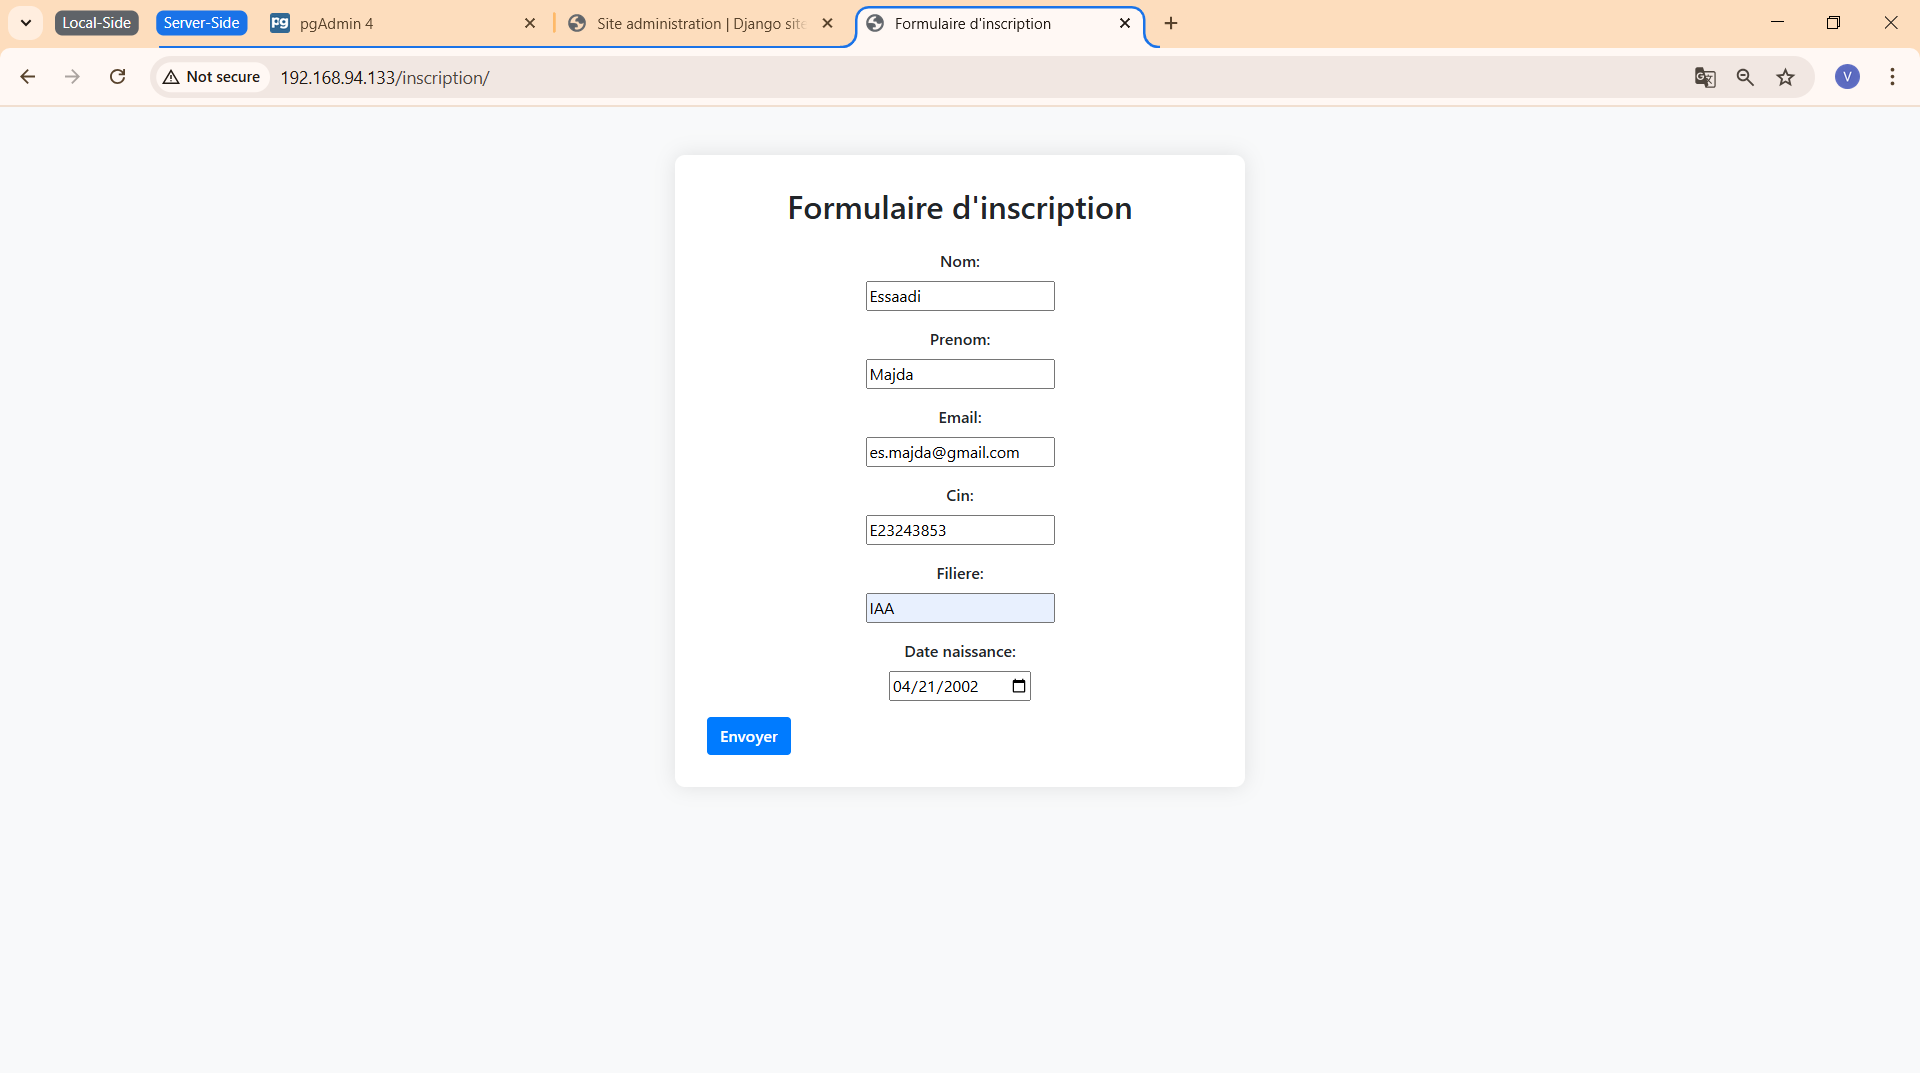 Local-Side
Server-Side
pgAdmin 4
Site administration | Django site
Formulaire d'inscription
Not secure
192.168.94.133/inscription/
V
Formulaire d'inscription
Nom:
Essaadi
Prenom:
Majda
Email:
es.majda@gmail.com
Cin:
E23243853
Filiere:
IAA
Date naissance:
04/21/2002
Envoyer